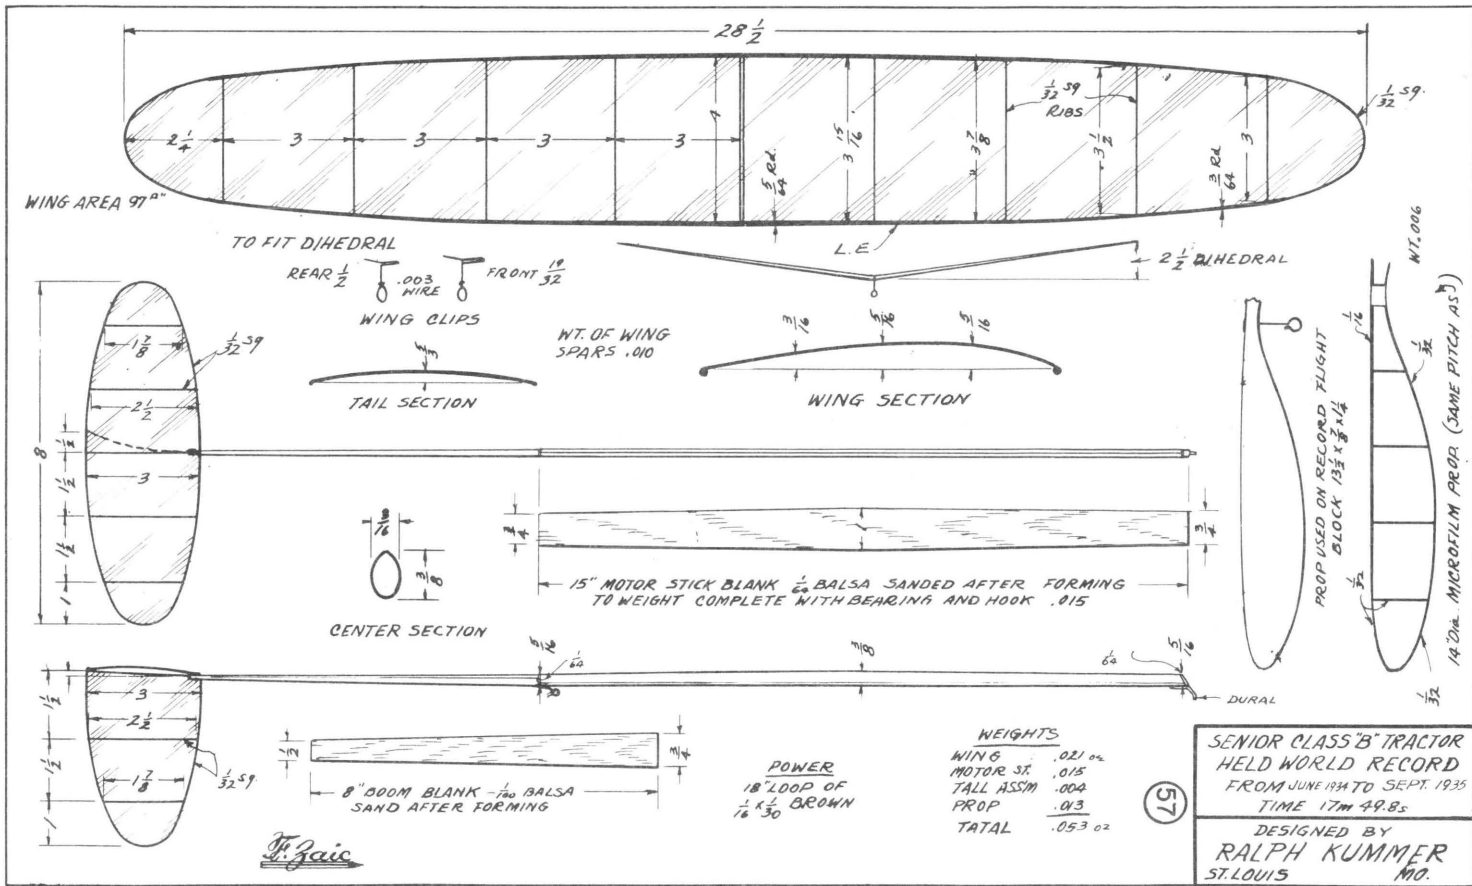 28 1/2
2 1/4
3
3
3
3
4
3 15/16
3 7/8
1/32 SQ
RIBS
3 1/2
3
1/32 SQ.
5/64 Rd.
3/64 Rd
WING AREA 97□"
L.E
TO FIT DIHEDRAL
REAR 1/2
.003
WIRE
FRONT 19/32
WING CLIPS
2 1/2 DIHEDRAL
WT. OF WING
SPARS .010
3/16
5/16
5/16
TAIL SECTION
WING SECTION
8
1 7/8
1/32 SQ
2 1/2
1/2
3
1 1/2
1 1/2
1
3/8
CENTER SECTION
3/4
1
3/4
15" MOTOR STICK BLANK 1/64 BALSA SANDED AFTER FORMING
TO WEIGHT COMPLETE WITH BEARING AND HOOK .015
PROP USED ON RECORD FLIGHT
BLOCK 13 1/2 x 7/8 x 1 1/4
1/16
1/32
1/32
1/32
WT. .006
14" Dia. MICROFILM PROP. (SAME PITCH AS
5/16
1/64
3/8
1/64
5/16
DURAL
1 1/2
3
2 1/2
1 1/2
1 7/8
1/32 SQ.
1
1/2
3/4
8" BOOM BLANK 1/100 BALSA
SAND AFTER FORMING
POWER
18" LOOP OF
1/16 x 1/30 BROWN
WEIGHTS
WING .021 oz
MOTOR ST. .015
TALL ASS'M .004
PROP .013
TATAL .053 oz
57
SENIOR CLASS "B" TRACTOR
HELD WORLD RECORD
FROM JUNE 1934 TO SEPT. 1935
TIME 17m 49.8s
DESIGNED BY
RALPH KUMMER
ST. LOUIS MO.
F. Zaic